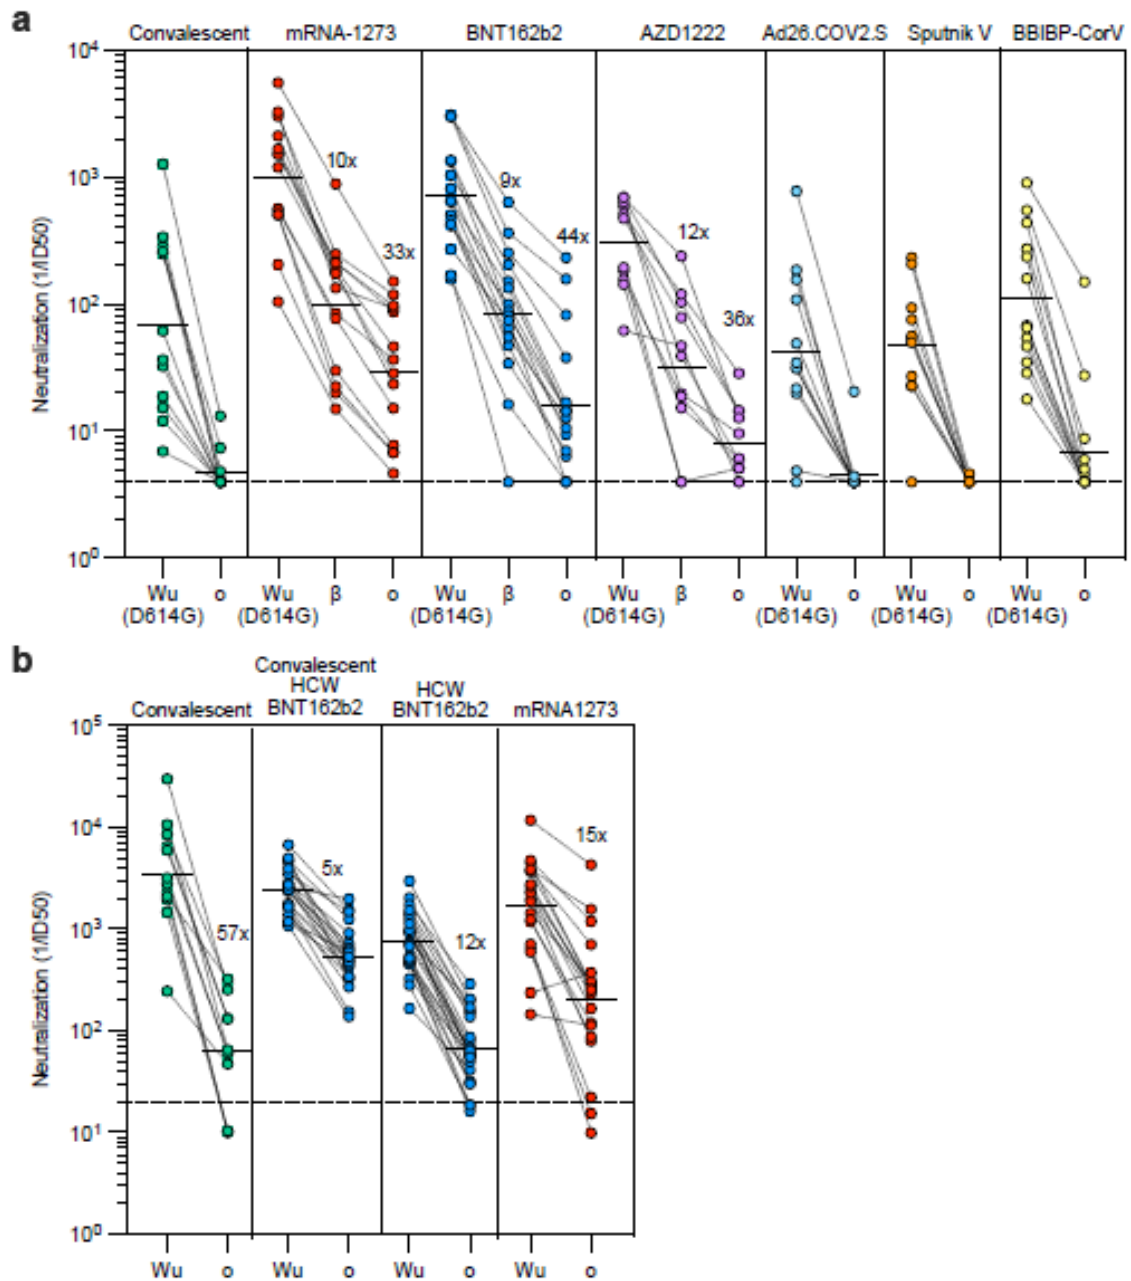 a
Convalescent mRNA-1273 BNT162b2 AZD1222 Ad26.COV2.S Sputnik V BBIBP-CorV
Neutralization (1/ID50)
10⁴
10³
10²
10¹
10⁰
10x
33x
9x
44x
12x
36x
Wu β o
(D614G)
Wu o
(D614G)
Wu β o
(D614G)
Wu β o
(D614G)
Wu o
(D614G)
Wu o
(D614G)
Wu o
(D614G)
b
Convalescent
Convalescent
HCW
BNT162b2
HCW
BNT162b2
mRNA1273
Neutralization (1/ID50)
10⁵
10⁴
10³
10²
10¹
10⁰
57x
5x
12x
15x
Wu o Wu o Wu o Wu o